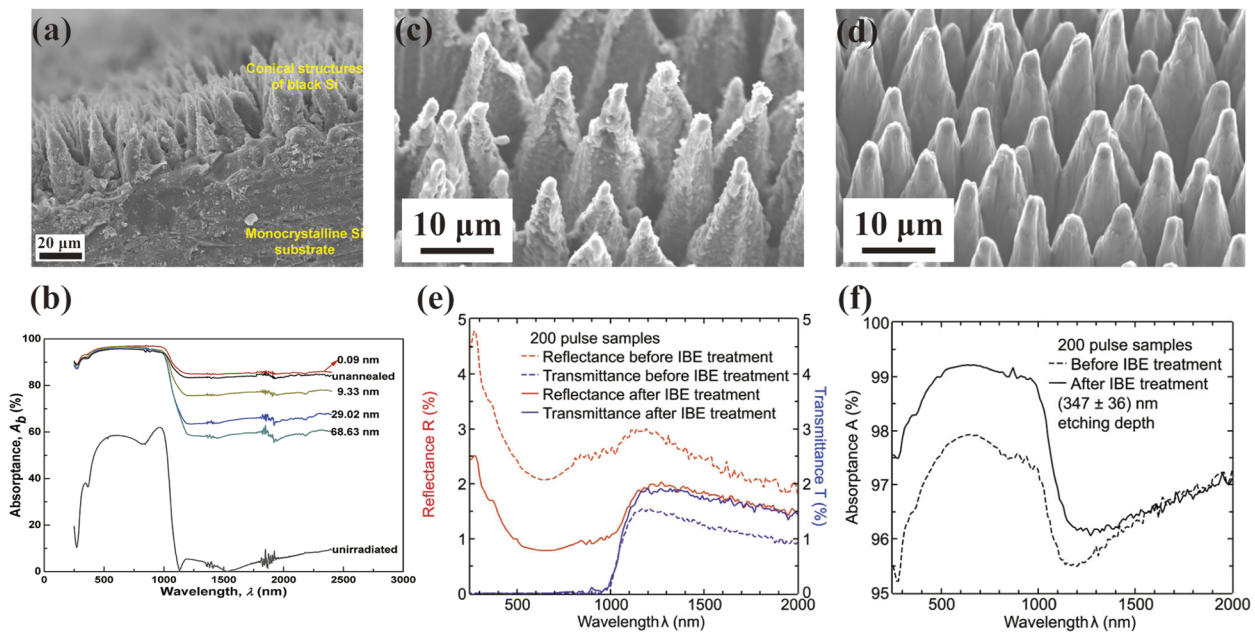 (a)
Conical structures
of black Si
Monocrystalline Si
substrate
20 µm
(c)
10 µm
(d)
10 µm
(b)
100
80
60
40
20
0
Absorptance, Ab (%)
0.09 nm
unannealed
9.33 nm
29.02 nm
68.63 nm
unirradiated
0 500 1000 1500 2000 2500 3000
Wavelength, λ (nm)
(e)
5
4
3
2
1
0
Reflectance R (%)
200 pulse samples
Reflectance before IBE treatment
Transmittance before IBE treatment
Reflectance after IBE treatment
Transmittance after IBE treatment
5
4
3
2
1
0
Transmittance T (%)
500 1000 1500 2000
Wavelength λ (nm)
(f)
100
99
98
97
96
95
Absorptance A (%)
200 pulse samples
Before IBE treatment
After IBE treatment
(347 ± 36) nm
etching depth
500 1000 1500 2000
Wavelength λ (nm)